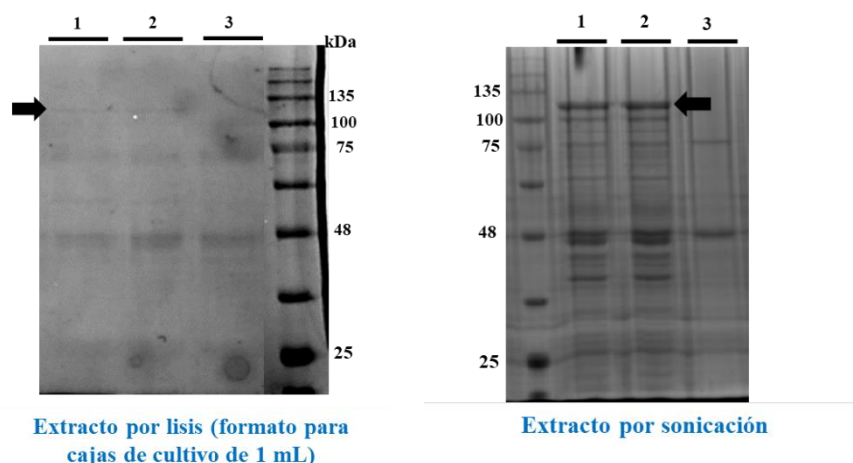 1 2 3
kDa
135
100
75
48
25
Extracto por lisis (formato para
cajas de cultivo de 1 mL)
1 2 3
135
100
75
48
25
Extracto por sonicación